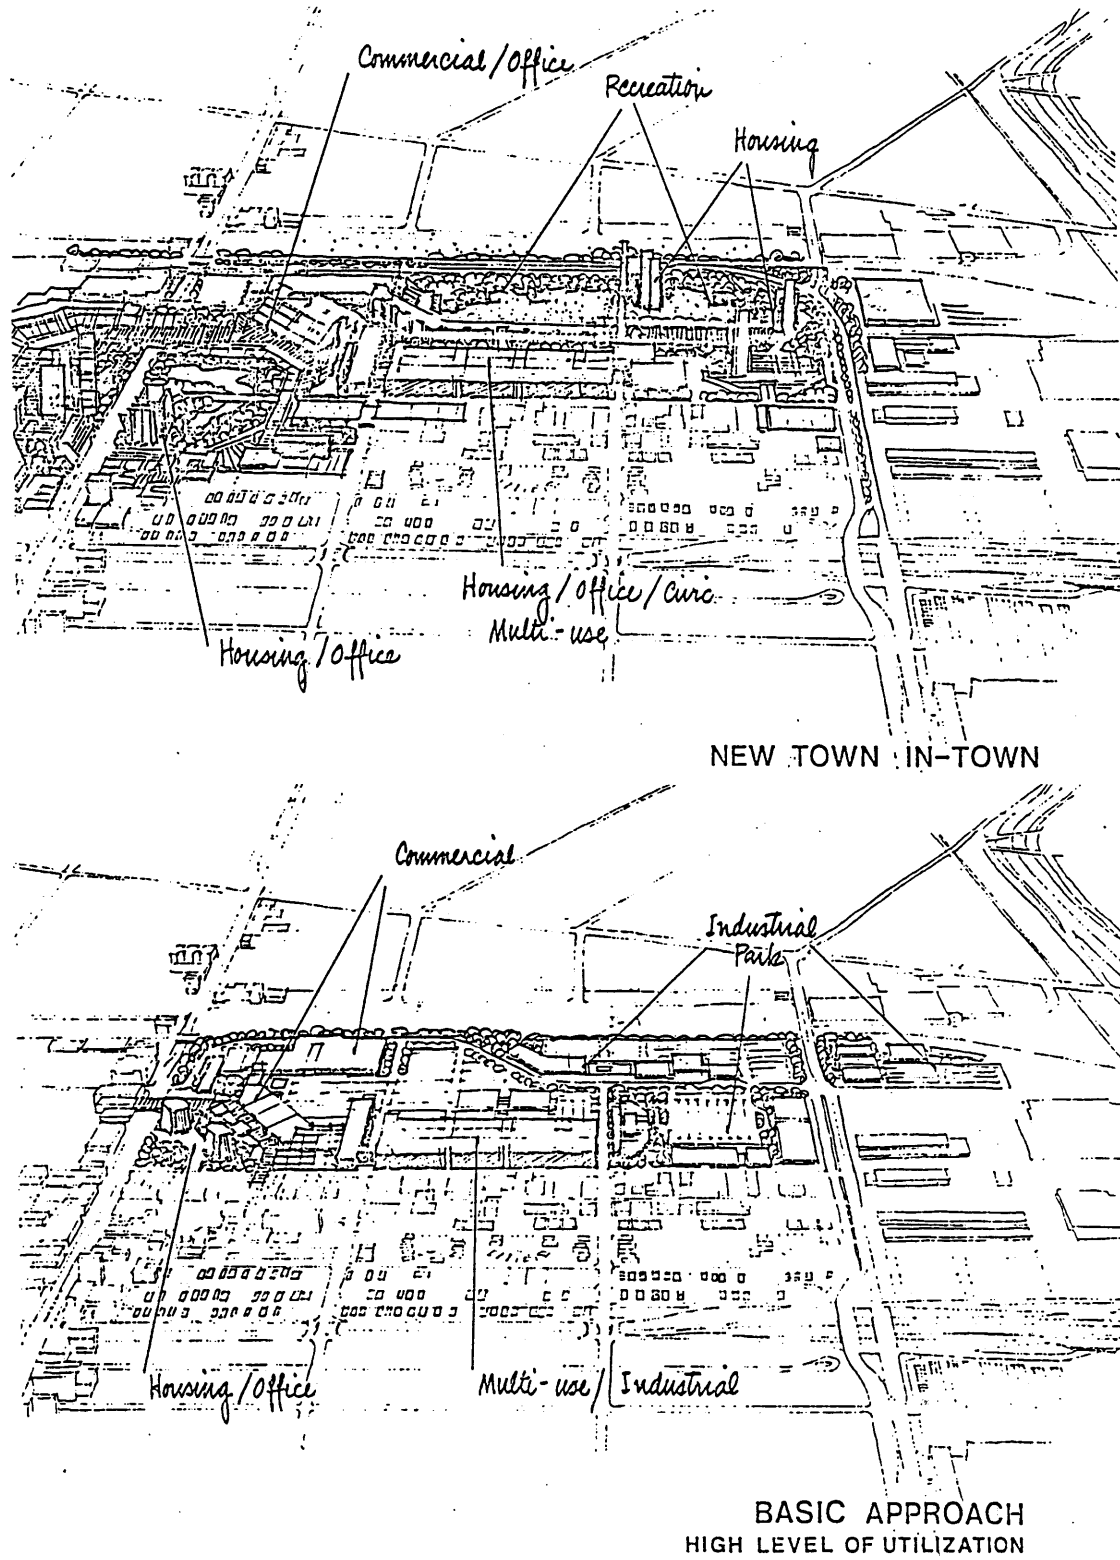 Commercial/Office
Recreation
Housing
Housing/Office/Civic
Multi-use
Housing/Office
NEW TOWN IN-TOWN
Commercial
Industrial
Park
Housing/Office
Multi-use/Industrial
BASIC APPROACH
HIGH LEVEL OF UTILIZATION